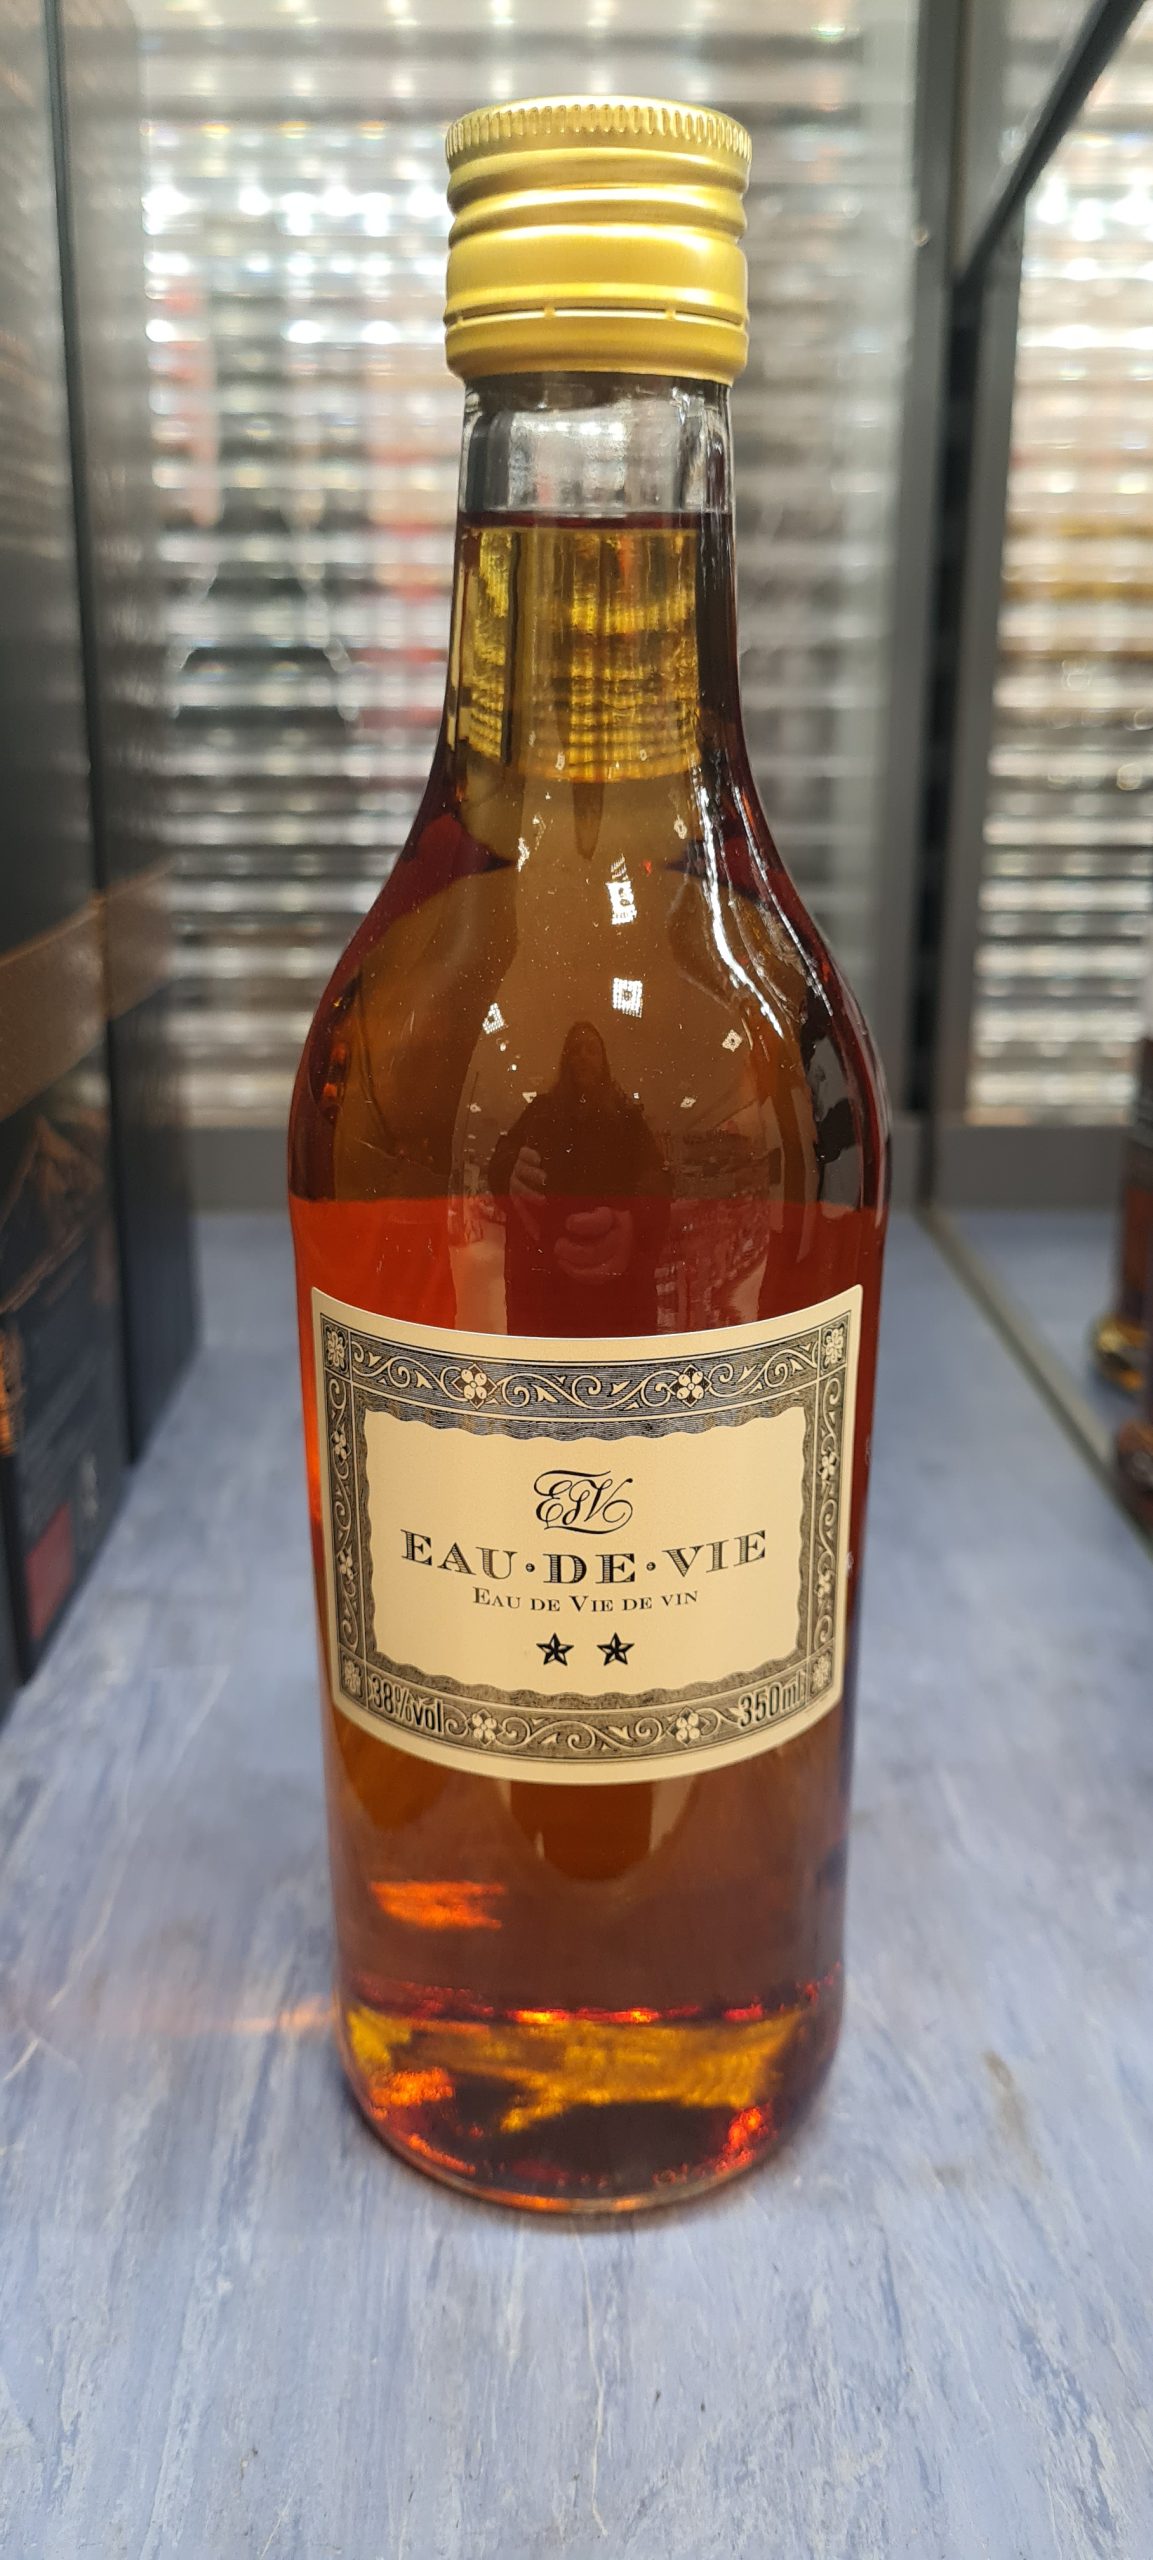 EdV
EAU·DE·VIE
EAU DE VIE DE VIN
38%vol 350ml